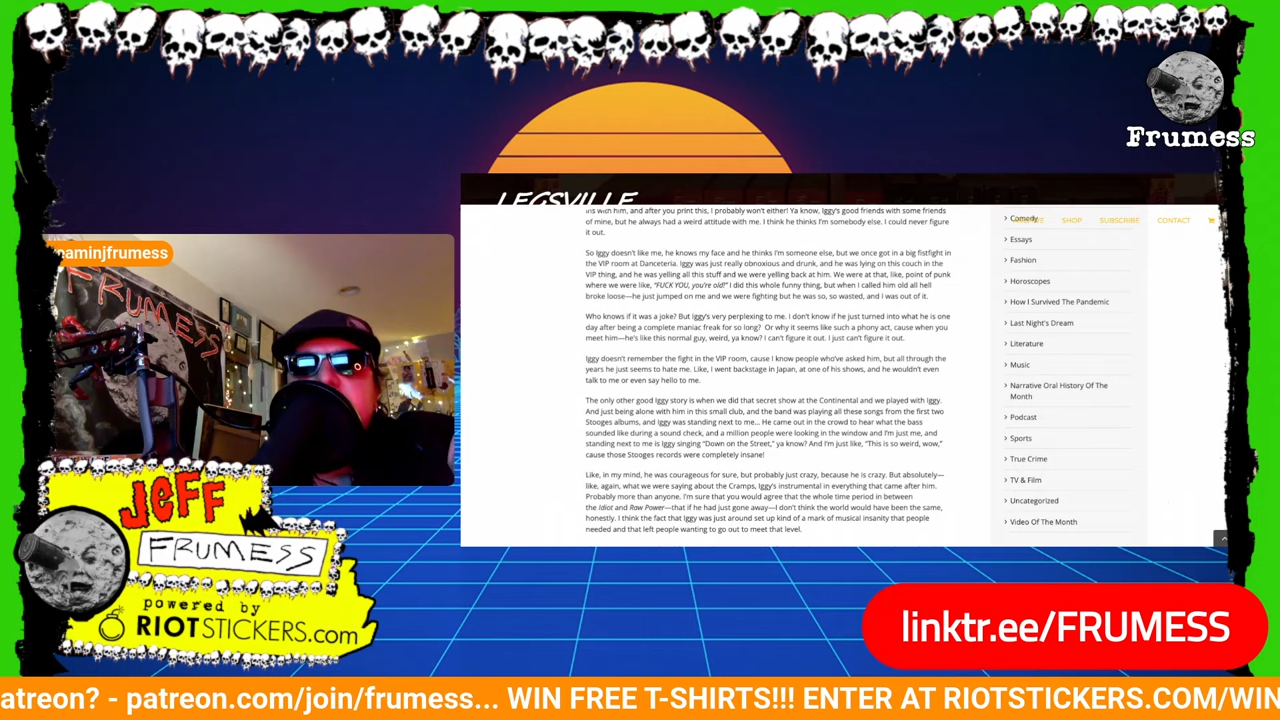 Frumess
LEGSVILLE
aminjfrumess
FRUMESS
iris with him, and after you print this, I probably won't either! Ya know, Iggy's good friends with some friends
of mine, but he always had a weird attitude with me. I think he thinks I'm somebody else. I could never figure
it out.
So Iggy doesn't like me, he knows my face and he thinks I'm someone else, but we once got in a big fistfight in
the VIP room at Danceteria. Iggy was just really obnoxious and drunk, and he was lying on this couch in the
VIP thing, and he was yelling all this stuff and we were yelling back at him. We were at that, like, point of punk
where we were like, "FUCK YOU, you're old!" I did this whole funny thing, but when I called him old all hell
broke loose—he just jumped on me and we were fighting but he was so, so wasted, and I was out of it.
Who knows if it was a joke? But Iggy's very perplexing to me. I don't know if he just turned into what he is one
day after being a complete maniac freak for so long?  Or why it seems like such a phony act, cause when you
meet him—he's like this normal guy, weird, ya know? I can't figure it out. I just can't figure it out.
Iggy doesn't remember the fight in the VIP room, cause I know people who've asked him, but all through the
years he just seems to hate me. Like, I went backstage in Japan, at one of his shows, and he wouldn't even
talk to me or even say hello to me.
The only other good Iggy story is when we did that secret show at the Continental and we played with Iggy.
And just being alone with him in this small club, and the band was playing all these songs from the first two
Stooges albums, and Iggy was standing next to me... He came out in the crowd to hear what the bass
sounded like during a sound check, and a million people were looking in the window and I'm just me, and
standing next to me is Iggy singing "Down on the Street," ya know? And I'm just like, "This is so weird, wow,"
cause those Stooges records were completely insane!
Like, in my mind, he was courageous for sure, but probably just crazy, because he is crazy. But absolutely—
like, again, what we were saying about the Cramps, Iggy's instrumental in everything that came after him.
Probably more than anyone. I'm sure that you would agree that the whole time period in between
the Idiot and Raw Power—that if he had just gone away—I don't think the world would have been the same,
honestly. I think the fact that Iggy was just around set up kind of a mark of musical insanity that people
needed and that left people wanting to go out to meet that level.
SHOP SUBSCRIBE CONTACT
Comedy
Essays
Fashion
Horoscopes
How I Survived The Pandemic
Last Night's Dream
Literature
Music
Narrative Oral History Of The
Month
Podcast
Sports
True Crime
TV & Film
Uncategorized
Video Of The Month
JEFF
FRUMESS
powered by
RIOTSTICKERS.com
linktr.ee/FRUMESS
atreon? - patreon.com/join/frumess... WIN FREE T-SHIRTS!!! ENTER AT RIOTSTICKERS.COM/WIN